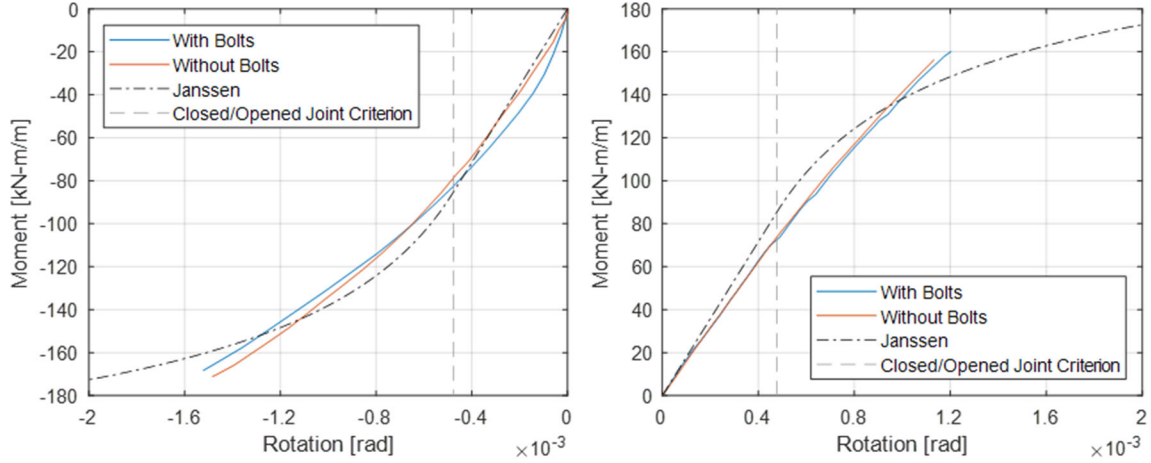 0
-20
-40
-60
-80
-100
-120
-140
-160
-180
Moment [kN-m/m]
With Bolts
Without Bolts
Janssen
Closed/Opened Joint Criterion
-2
-1.6
-1.2
-0.8
-0.4
0
Rotation [rad]
×10-3
180
160
140
120
100
80
60
40
20
0
Moment [kN-m/m]
With Bolts
Without Bolts
Janssen
Closed/Opened Joint Criterion
0
0.4
0.8
1.2
1.6
2
Rotation [rad]
×10-3